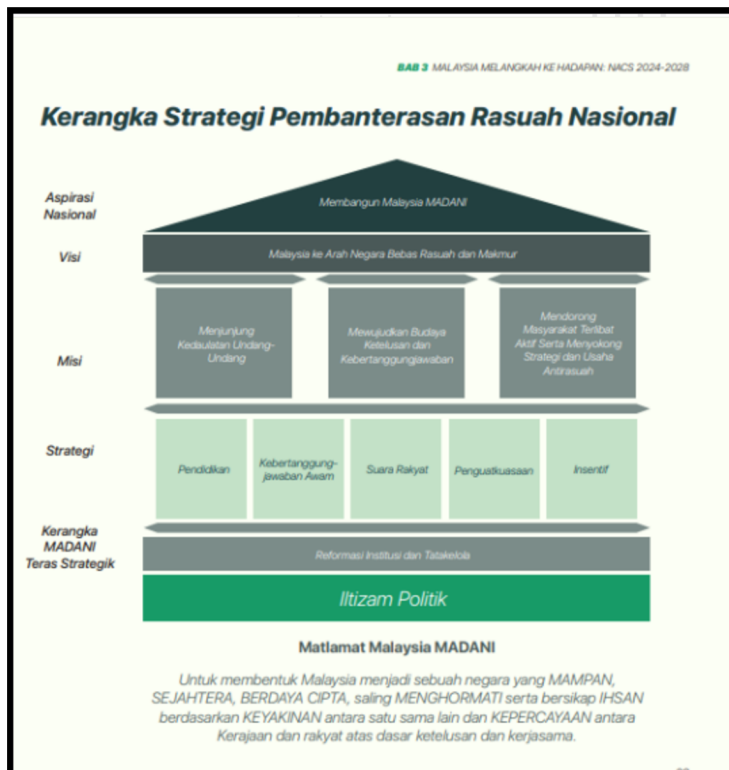 BAB 3 MALAYSIA MELANGKAH KE HADAPAN: NACS 2024-2028
Kerangka Strategi Pembanterasan Rasuah Nasional
Aspirasi
Nasional
Membangun Malaysia MADANI
Visi
Malaysia ke Arah Negara Bebas Rasuah dan Makmur
Misi
Menjunjung
Kedaulatan Undang-
Undang
Mewujudkan Budaya
Ketelusan dan
Kebertanggungjawaban
Mendorong
Masyarakat Terlibat
Aktif Serta Menyokong
Strategi dan Usaha
Antirasuah
Strategi
Pendidikan
Kebertanggung-
jawaban Awam
Suara Rakyat
Penguatkuasaan
Insentif
Kerangka
MADANI
Teras Strategik
Reformasi Institusi dan Tatakelola
Iltizam Politik
Matlamat Malaysia MADANI
Untuk membentuk Malaysia menjadi sebuah negara yang MAMPAN,
SEJAHTERA, BERDAYA CIPTA, saling MENGHORMATI serta bersikap IHSAN
berdasarkan KEYAKINAN antara satu sama lain dan KEPERCAYAAN antara
Kerajaan dan rakyat atas dasar ketelusan dan kerjasama.